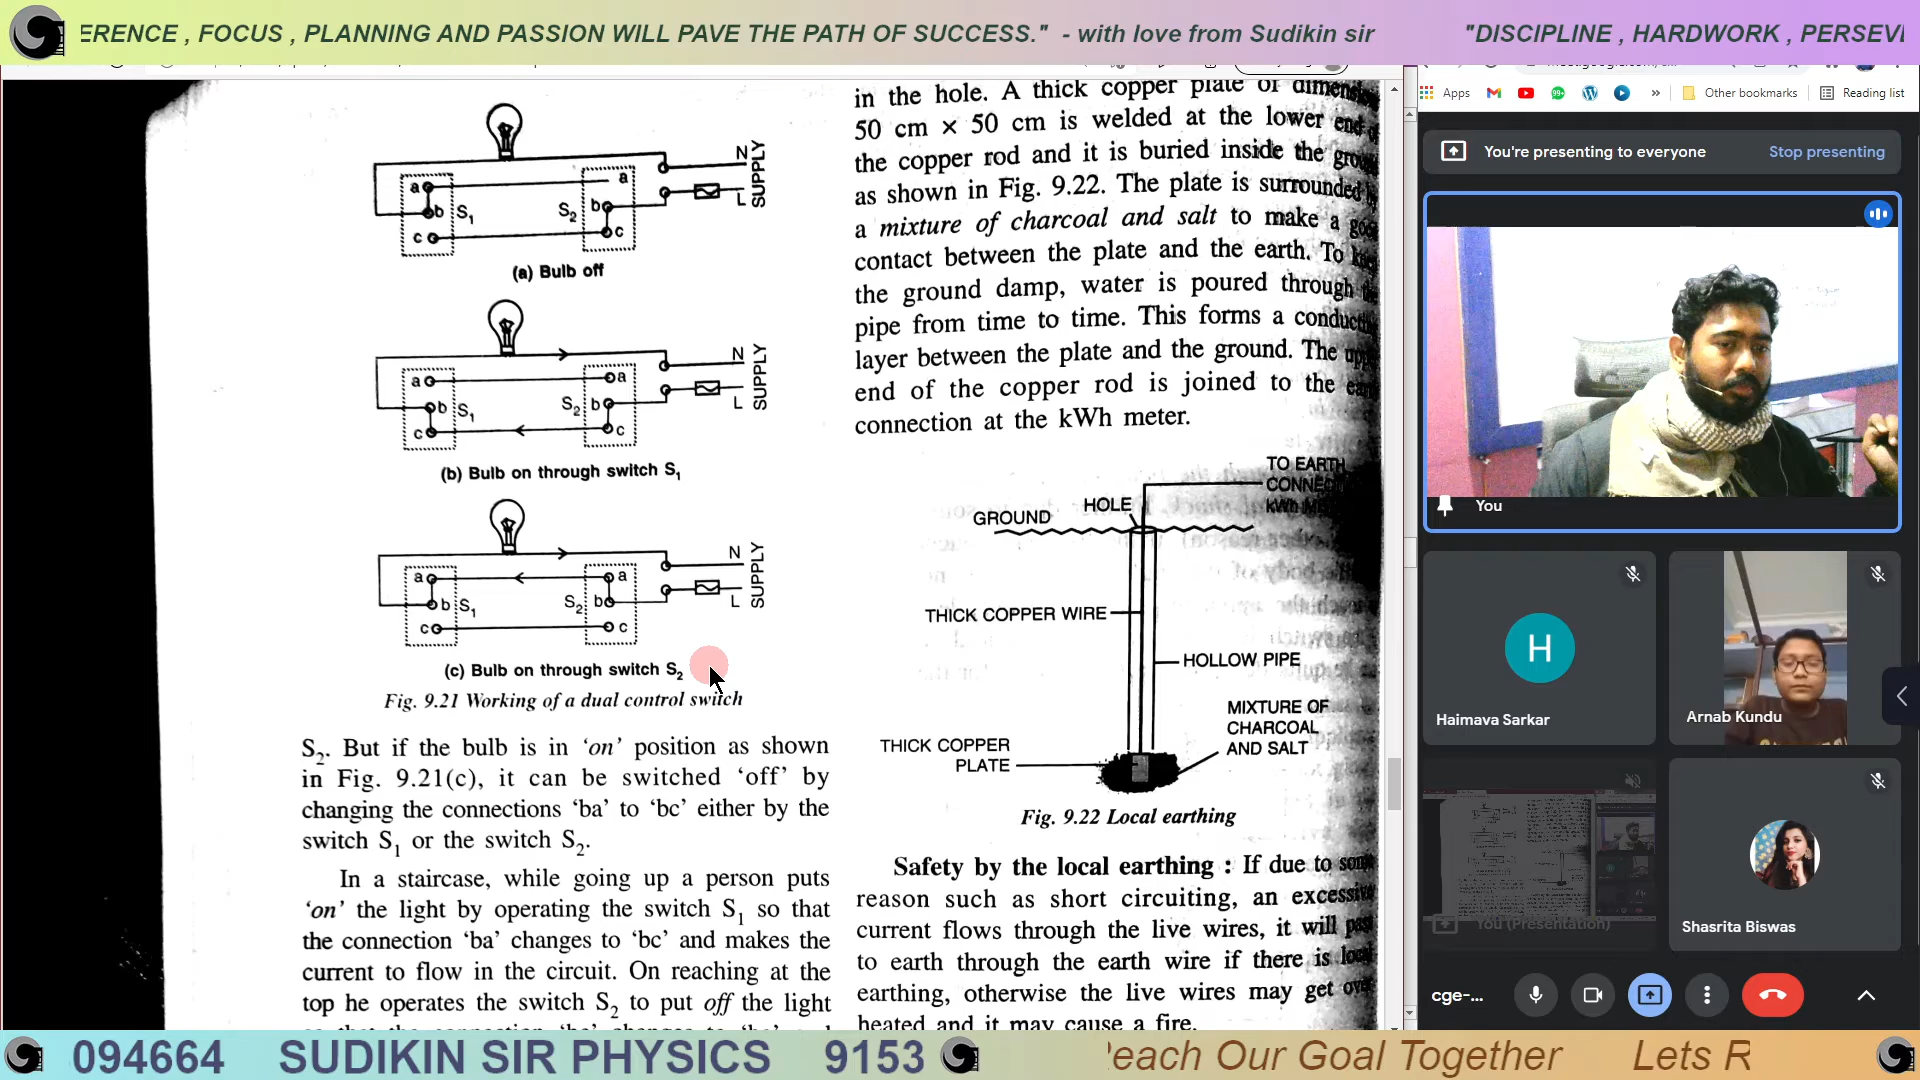 ERENCE , FOCUS , PLANNING AND PASSION WILL PAVE THE PATH OF SUCCESS." - with love from Sudikin sir
"DISCIPLINE , HARDWORK , PERSEV
N
L
SUPPLY
a
b
c
S1
a
b
c
S2
(a) Bulb off
N
L
SUPPLY
a
b
c
S1
a
b
c
S2
(b) Bulb on through switch S1
N
L
SUPPLY
a
b
c
S1
a
b
c
S2
(c) Bulb on through switch S2
Fig. 9.21 Working of a dual control switch
S2. But if the bulb is in 'on' position as shown
in Fig. 9.21(c), it can be switched 'off' by
changing the connections 'ba' to 'bc' either by the
switch S1 or the switch S2.
In a staircase, while going up a person puts
'on' the light by operating the switch S1 so that
the connection 'ba' changes to 'bc' and makes the
current to flow in the circuit. On reaching at the
top he operates the switch S2 to put off the light
in the hole. A thick copper plate of
50 cm × 50 cm is welded at the lower end
the copper rod and it is buried inside the
as shown in Fig. 9.22. The plate is surrounded
a mixture of charcoal and salt to make a
contact between the plate and the earth. To
the ground damp, water is poured through
pipe from time to time. This forms a
layer between the plate and the ground. The
end of the copper rod is joined to the
connection at the kWh meter.
TO EARTH
HOLE
GROUND
THICK COPPER WIRE
HOLLOW PIPE
MIXTURE OF
CHARCOAL
AND SALT
THICK COPPER
PLATE
Fig. 9.22 Local earthing
Safety by the local earthing : If due to
reason such as short circuiting, an
current flows through the live wires, it will
to earth through the earth wire if there is
earthing, otherwise the live wires may get
heated and it may cause a fire.
Apps
99+
»
Other bookmarks
Reading list
You're presenting to everyone
Stop presenting
You
H
Haimava Sarkar
Arnab Kundu
You (Presentation)
Shasrita Biswas
cge-...
094664 SUDIKIN SIR PHYSICS 9153
each Our Goal Together
Lets R